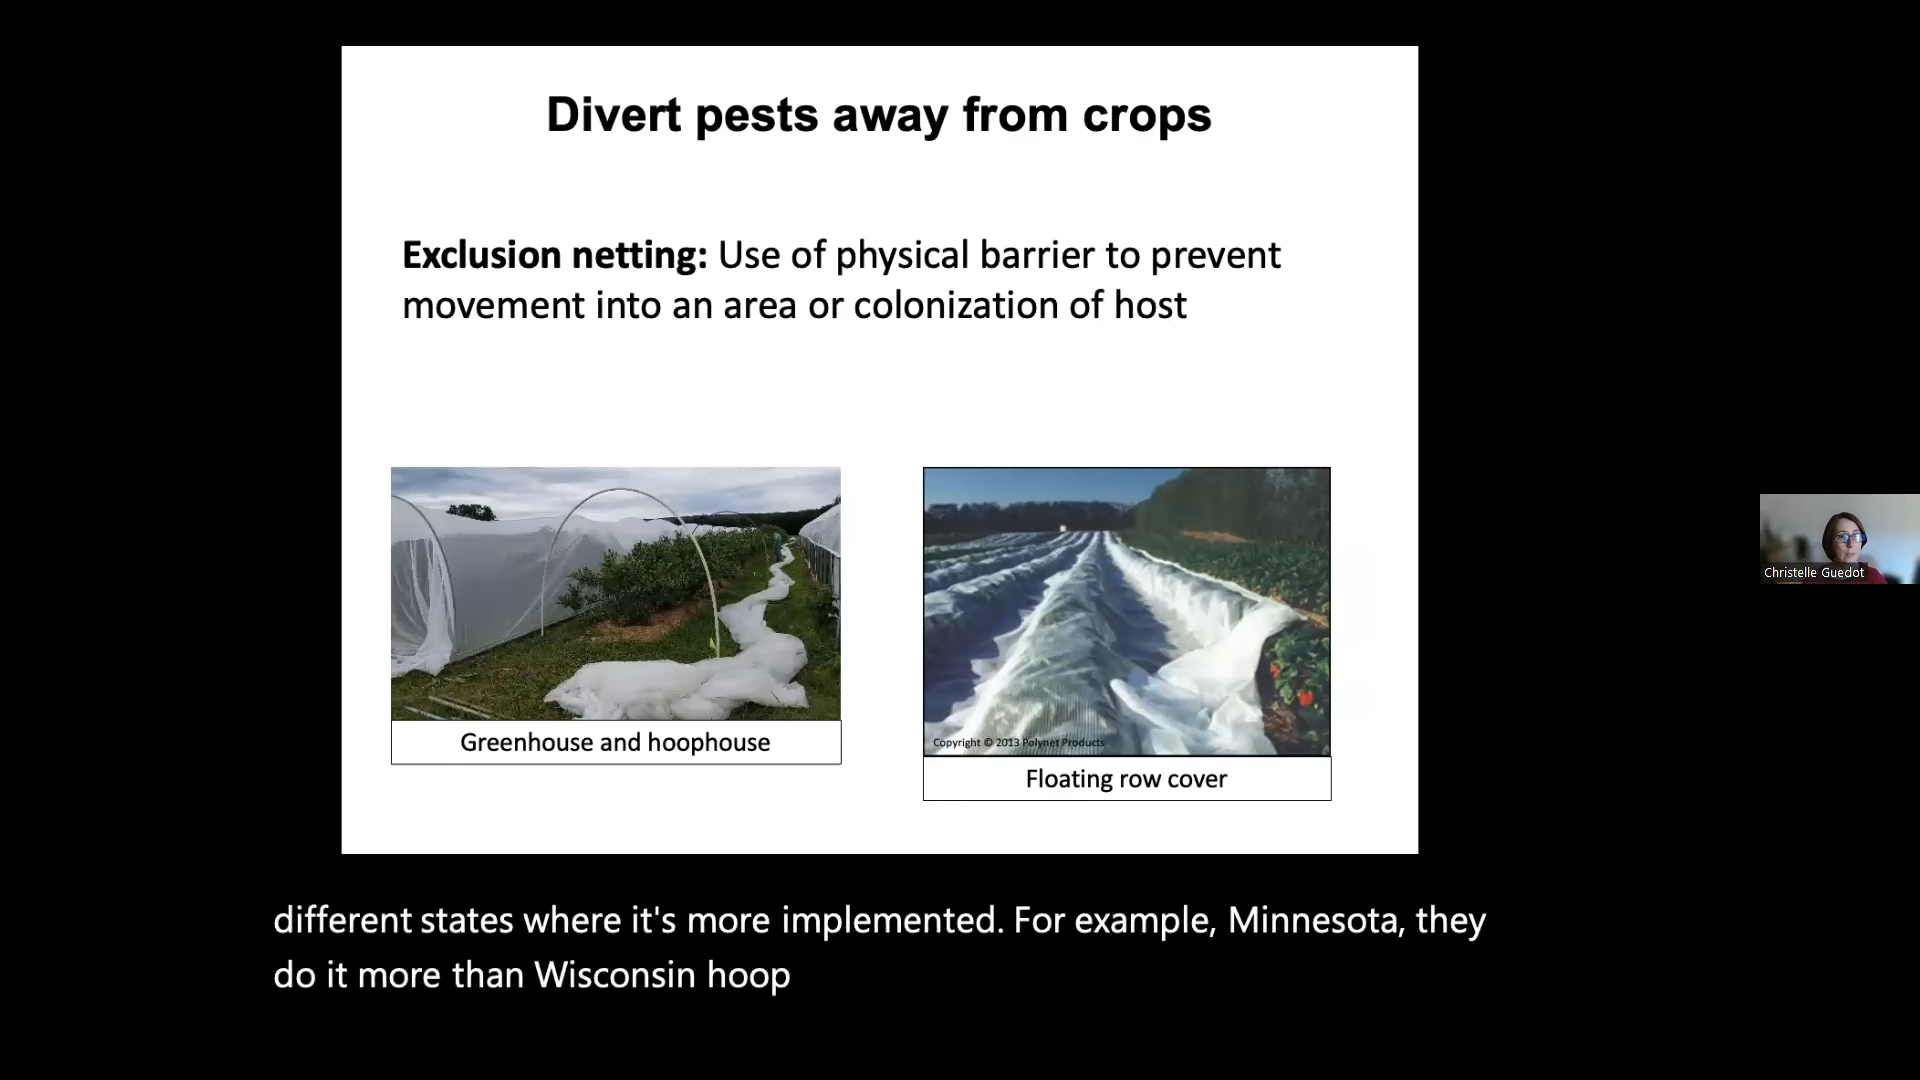 Divert pests away from crops
Exclusion netting: Use of physical barrier to prevent
movement into an area or colonization of host
Greenhouse and hoophouse
Copyright © 2013 Polynet Products
Floating row cover
Christelle Guedot
different states where it's more implemented. For example, Minnesota, they
do it more than Wisconsin hoop